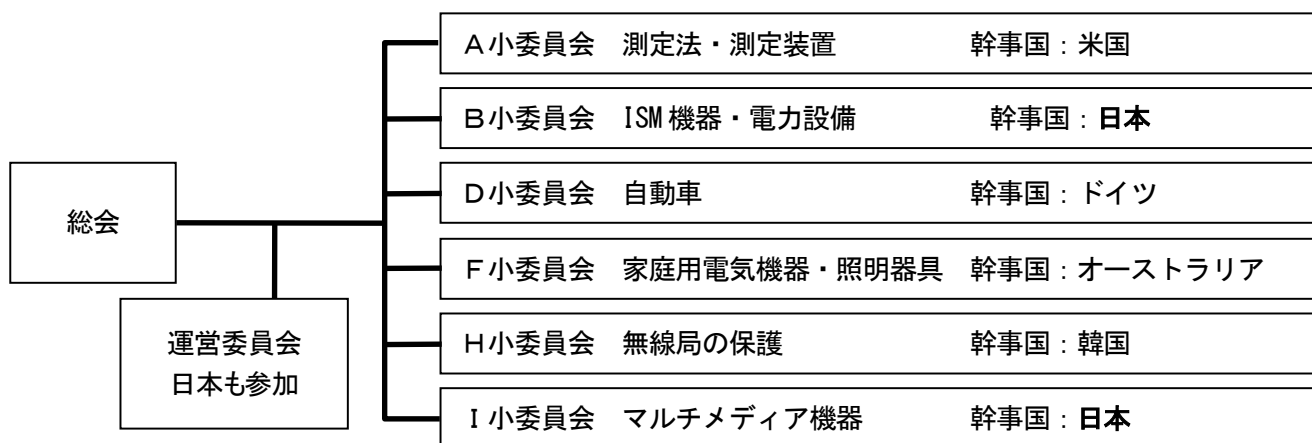 A小委員会 測定法・測定装置 幹事国：米国
B小委員会 ISM機器・電力設備 幹事国：日本
D小委員会 自動車 幹事国：ドイツ
総会
F小委員会 家庭用電気機器・照明器具 幹事国：オーストラリア
運営委員会
日本も参加
H小委員会 無線局の保護 幹事国：韓国
I小委員会 マルチメディア機器 幹事国：日本